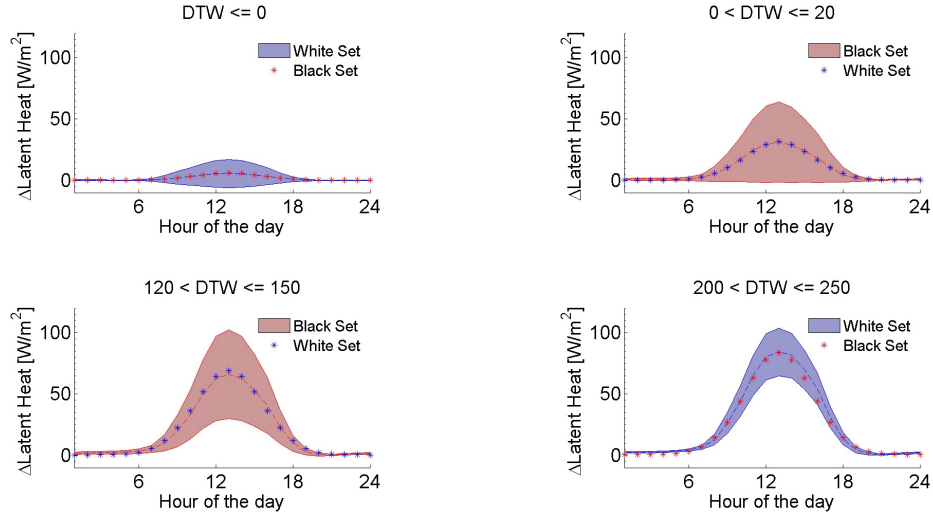 DTW <= 0
ΔLatent Heat [W/m²]
100
50
0
White Set
Black Set
6
12
18
24
Hour of the day
0 < DTW <= 20
ΔLatent Heat [W/m²]
100
50
0
Black Set
White Set
6
12
18
24
Hour of the day
120 < DTW <= 150
ΔLatent Heat [W/m²]
100
50
0
Black Set
White Set
6
12
18
24
Hour of the day
200 < DTW <= 250
ΔLatent Heat [W/m²]
100
50
0
White Set
Black Set
6
12
18
24
Hour of the day